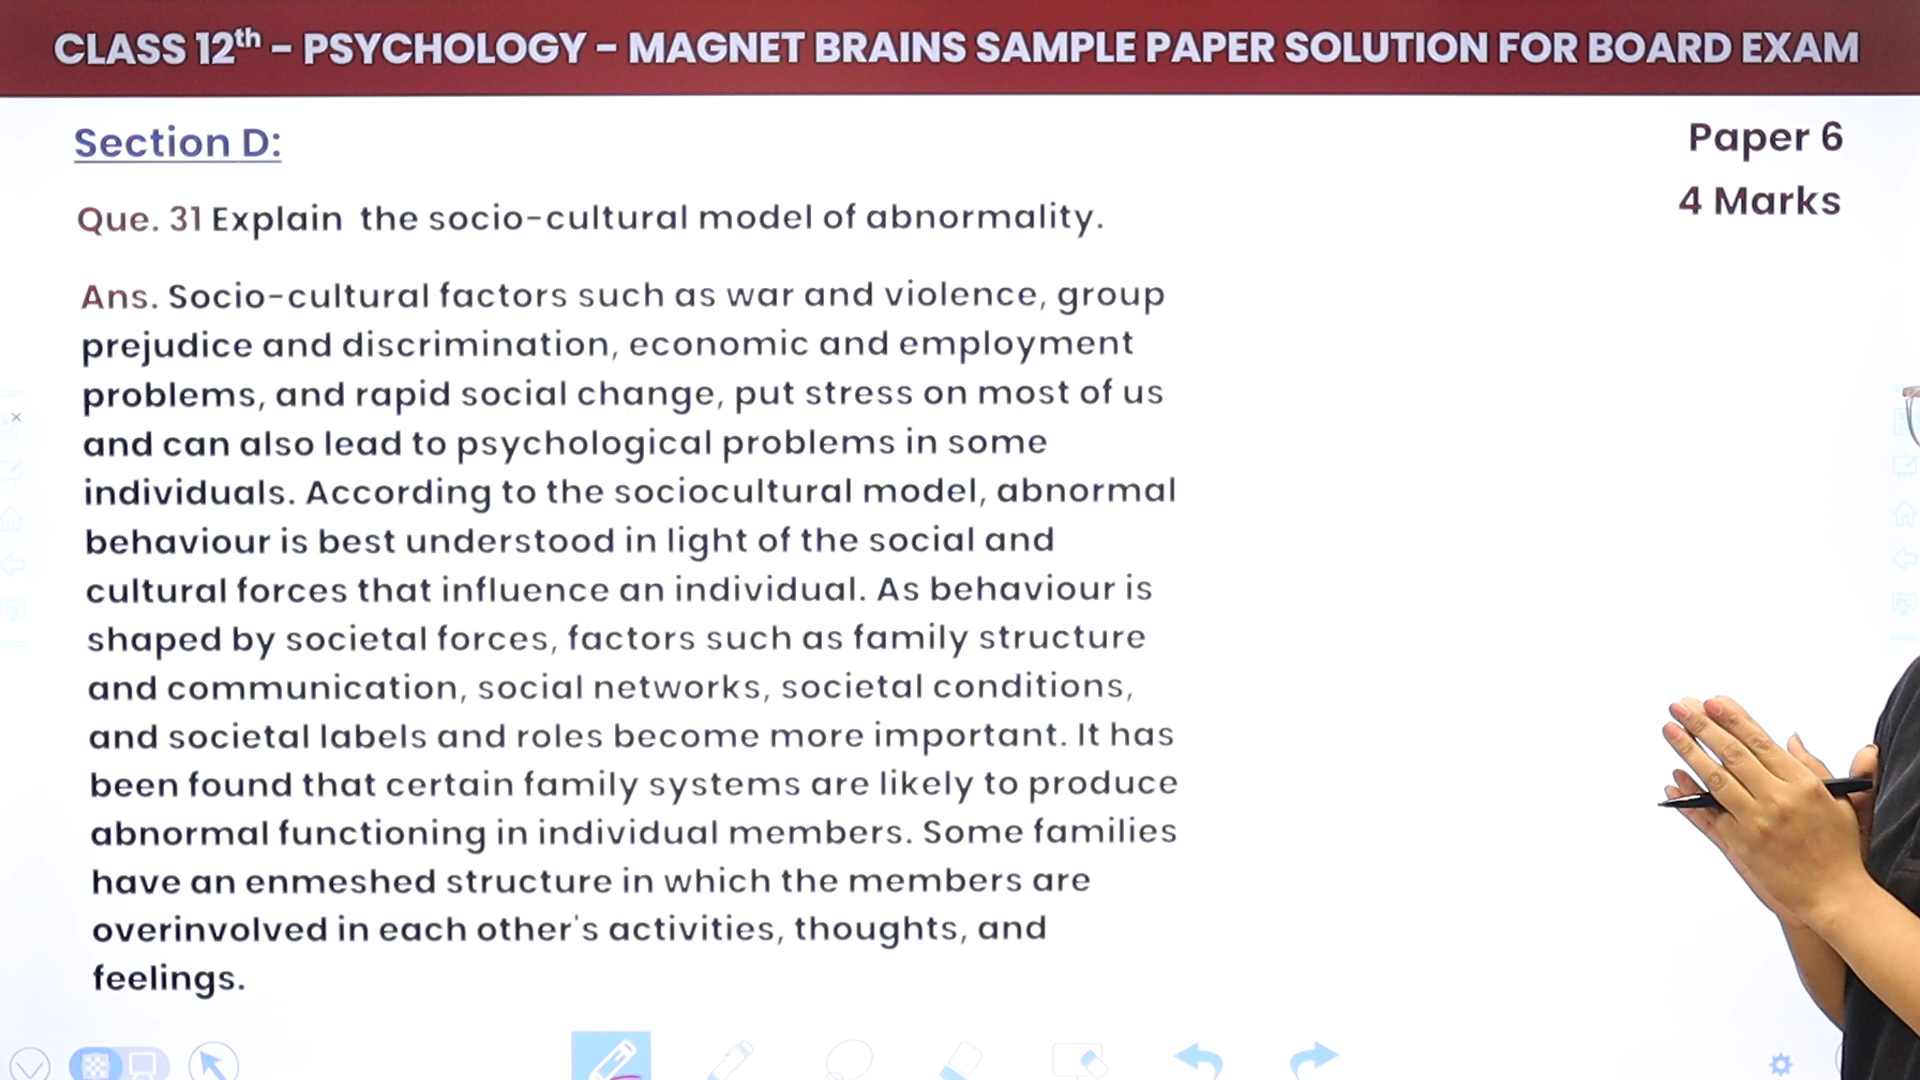 CLASS 12th – PSYCHOLOGY – MAGNET BRAINS SAMPLE PAPER SOLUTION FOR BOARD EXAM
Section D:
Paper 6
4 Marks
Que. 31 Explain the socio-cultural model of abnormality.
Ans. Socio-cultural factors such as war and violence, group
prejudice and discrimination, economic and employment
problems, and rapid social change, put stress on most of us
and can also lead to psychological problems in some
individuals. According to the sociocultural model, abnormal
behaviour is best understood in light of the social and
cultural forces that influence an individual. As behaviour is
shaped by societal forces, factors such as family structure
and communication, social networks, societal conditions,
and societal labels and roles become more important. It has
been found that certain family systems are likely to produce
abnormal functioning in individual members. Some families
have an enmeshed structure in which the members are
overinvolved in each other's activities, thoughts, and
feelings.